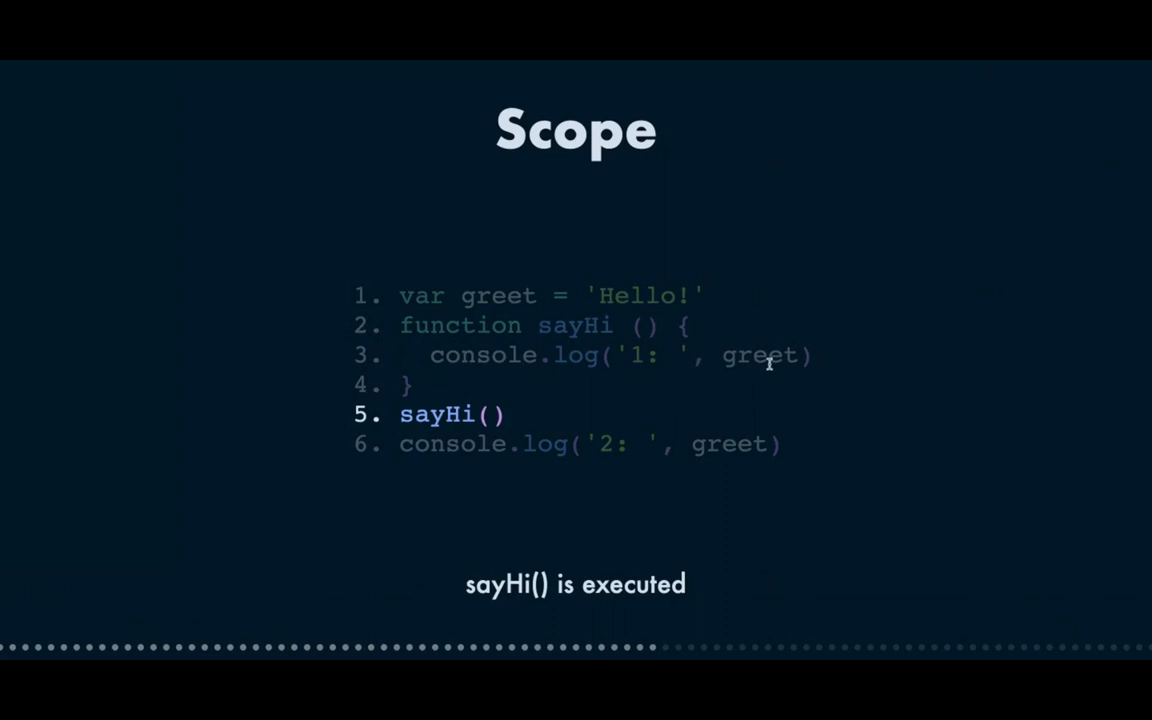 Scope
1. var greet = 'Hello!'
2. function sayHi () {
3.   console.log('1: ', greet)
4. }
5. sayHi()
6. console.log('2: ', greet)
sayHi() is executed